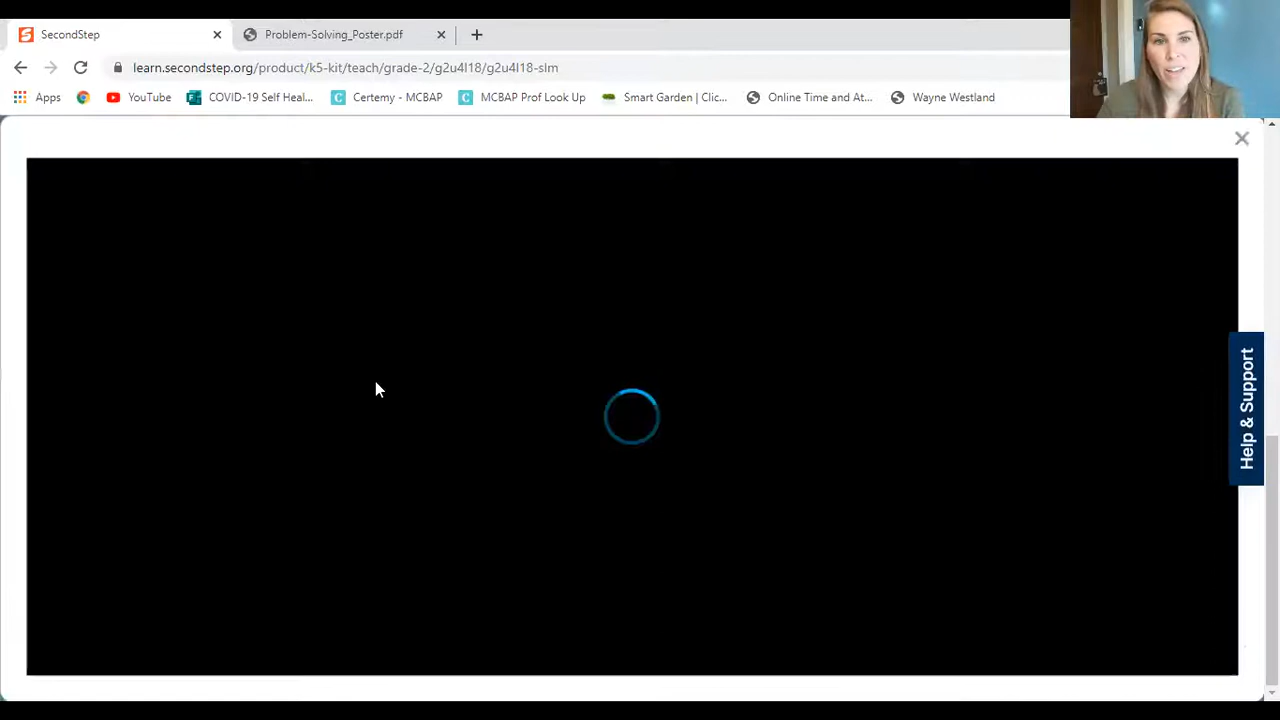 SecondStep
Problem-Solving_Poster.pdf
learn.secondstep.org/product/k5-kit/teach/grade-2/g2u4l18/g2u4l18-slm
Apps YouTube COVID-19 Self Heal... Certemy - MCBAP MCBAP Prof Look Up Smart Garden | Clic... Online Time and At... Wayne Westland
Help & Support